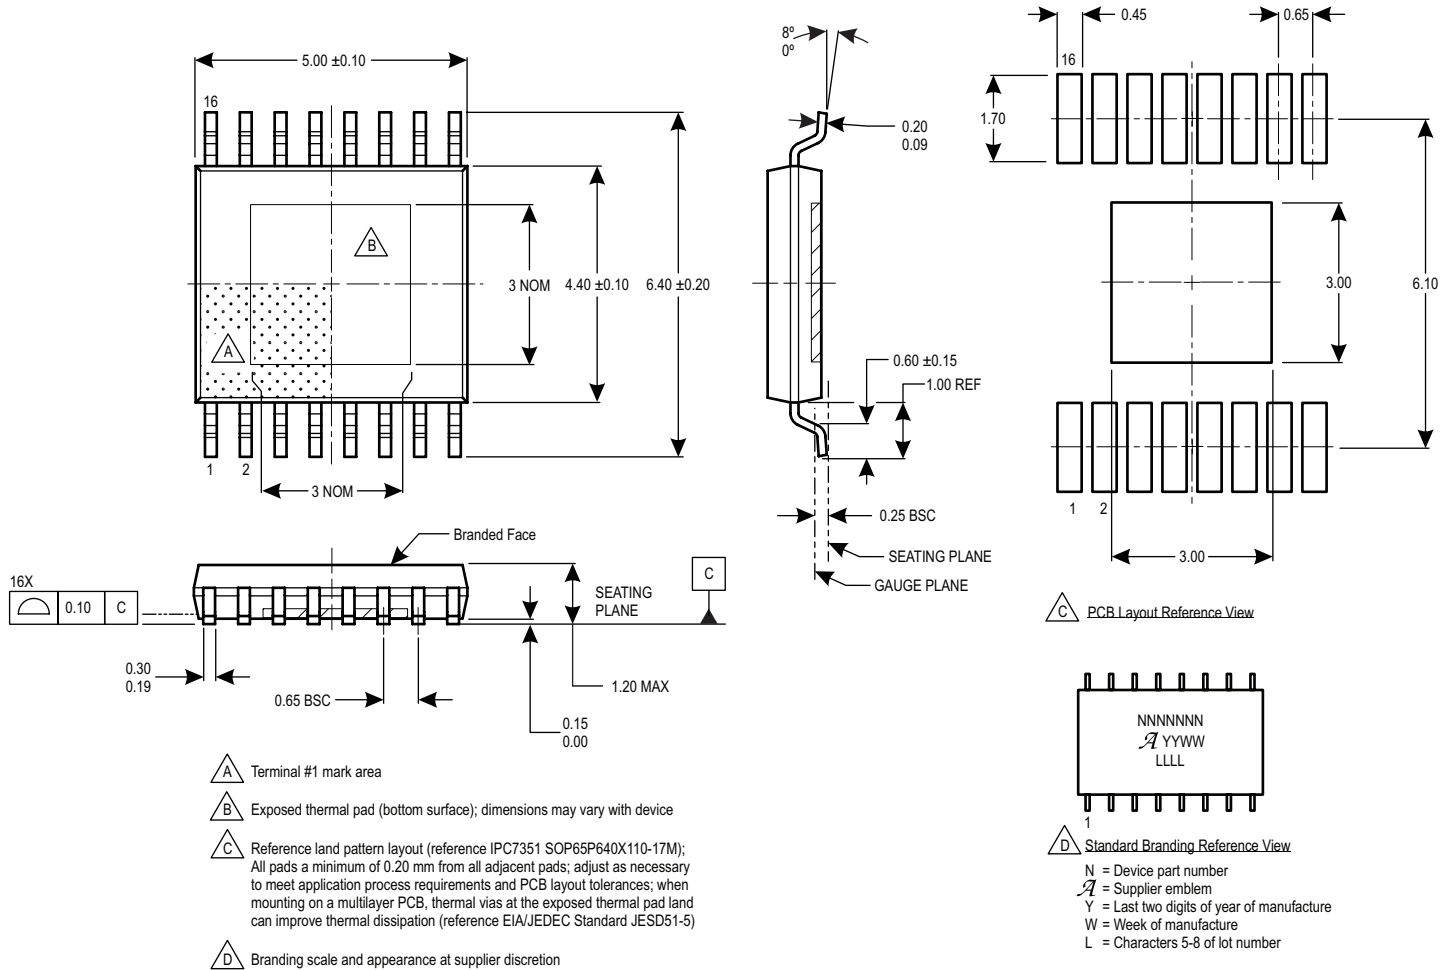 5.00 ±0.10
16
B
A
3 NOM
4.40 ±0.10
6.40 ±0.20
1 2
3 NOM
8º
0º
0.20
0.09
0.60 ±0.15
1.00 REF
0.25 BSC
SEATING PLANE
GAUGE PLANE
0.45
0.65
16
1.70
3.00
6.10
1 2
3.00
C PCB Layout Reference View
Branded Face
16X
0.10 C
SEATING
PLANE
C
0.30
0.19
0.65 BSC
1.20 MAX
0.15
0.00
NNNNNNN
A YYWW
LLLL
1
D Standard Branding Reference View
N = Device part number
A = Supplier emblem
Y = Last two digits of year of manufacture
W = Week of manufacture
L = Characters 5-8 of lot number
A Terminal #1 mark area
B Exposed thermal pad (bottom surface); dimensions may vary with device
C Reference land pattern layout (reference IPC7351 SOP65P640X110-17M);
All pads a minimum of 0.20 mm from all adjacent pads; adjust as necessary
to meet application process requirements and PCB layout tolerances; when
mounting on a multilayer PCB, thermal vias at the exposed thermal pad land
can improve thermal dissipation (reference EIA/JEDEC Standard JESD51-5)
D Branding scale and appearance at supplier discretion